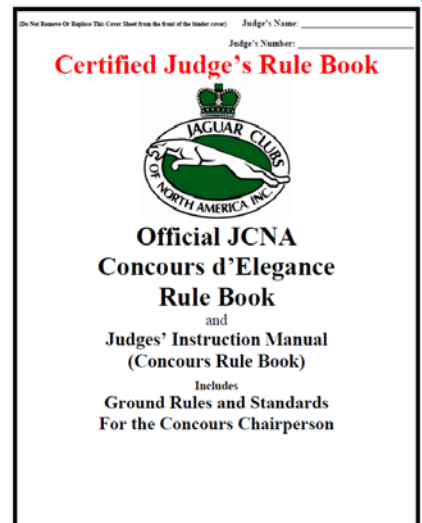 (Do Not Remove Or Replace This Cover Sheet from the front of the binder cover) Judge's Name:
Judge's Number:
Certified Judge's Rule Book
JAGUAR CLUBS
OF NORTH AMERICA INC.
Official JCNA
Concours d'Elegance
Rule Book
and
Judges' Instruction Manual
(Concours Rule Book)
Includes
Ground Rules and Standards
For the Concours Chairperson